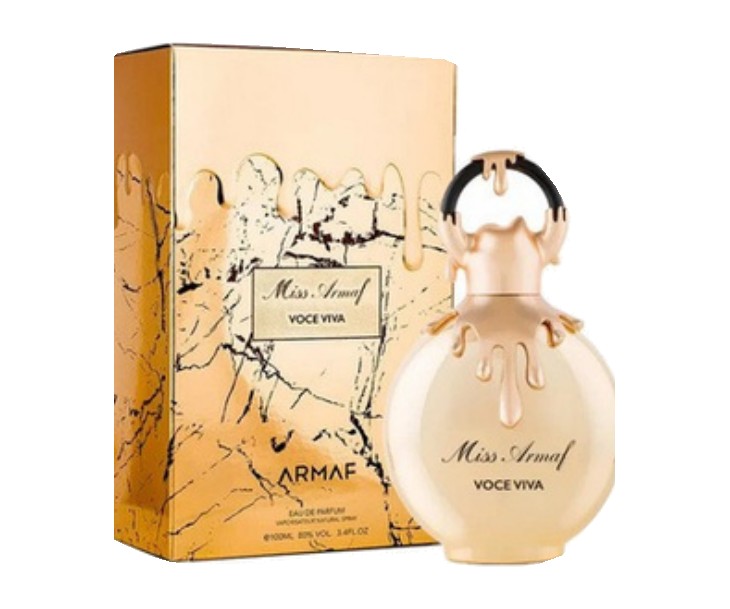 Miss Armaf
VOCE VIVA
ARMAF
EAU DE PARFUM
VAPORISATEUR NATURAL SPRAY
e100ML 80% VOL. 3.4FL.OZ
Miss Armaf
VOCE VIVA